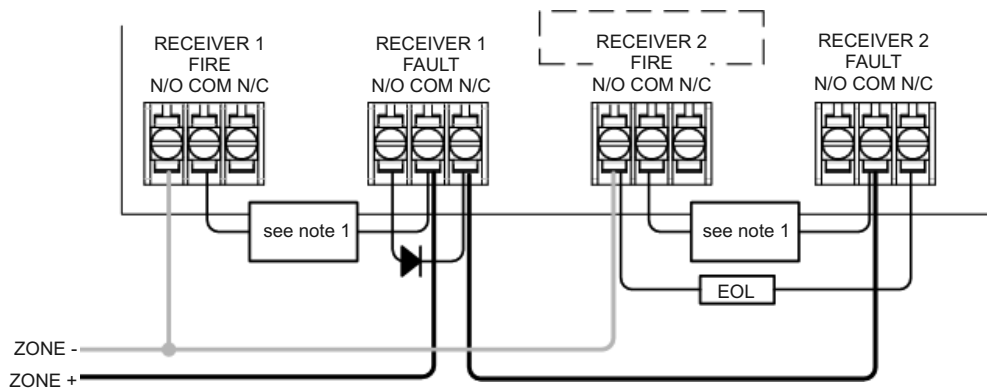 RECEIVER 1
FIRE
N/O COM N/C
RECEIVER 1
FAULT
N/O COM N/C
RECEIVER 2
FIRE
N/O COM N/C
RECEIVER 2
FAULT
N/O COM N/C
see note 1
see note 1
EOL
ZONE -
ZONE +